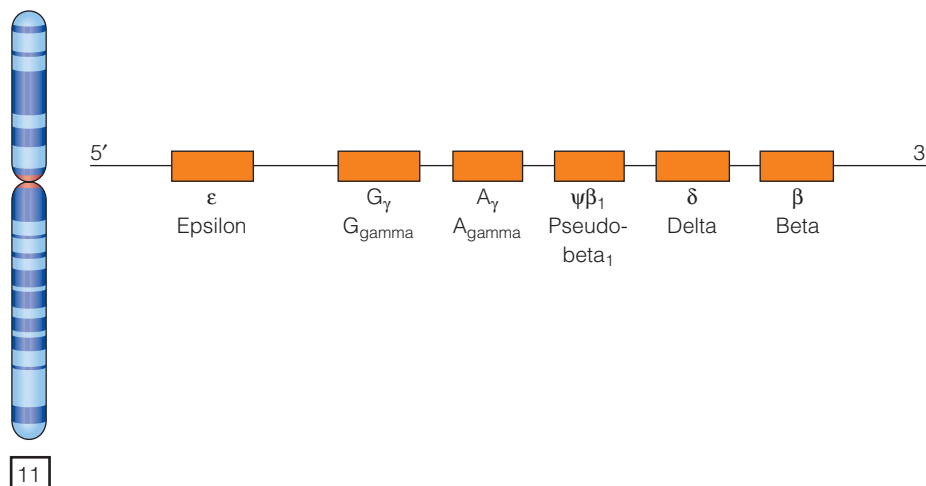 5′ 3
ε Gγ Aγ ψβ1 δ β
Epsilon Ggamma Agamma Pseudo- Delta Beta
beta1
11